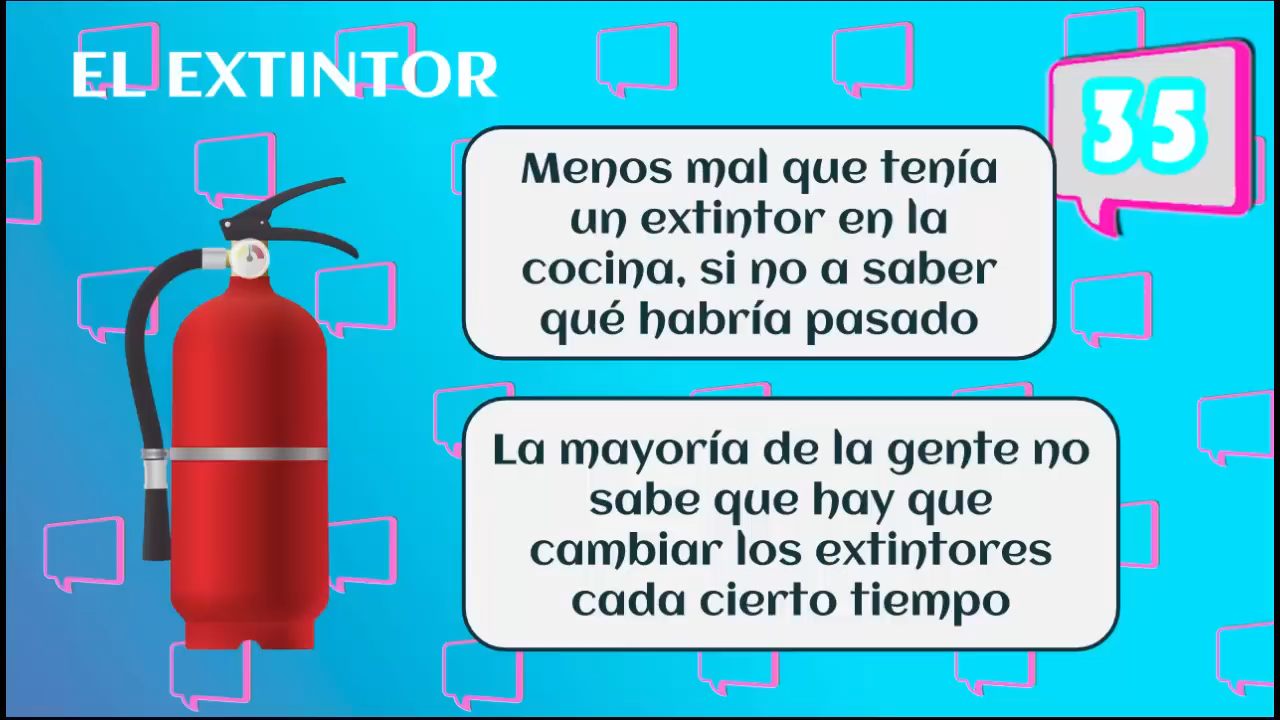 EL EXTINTOR
35
Menos mal que tenía
un extintor en la
cocina, si no a saber
qué habría pasado
La mayoría de la gente no
sabe que hay que
cambiar los extintores
cada cierto tiempo